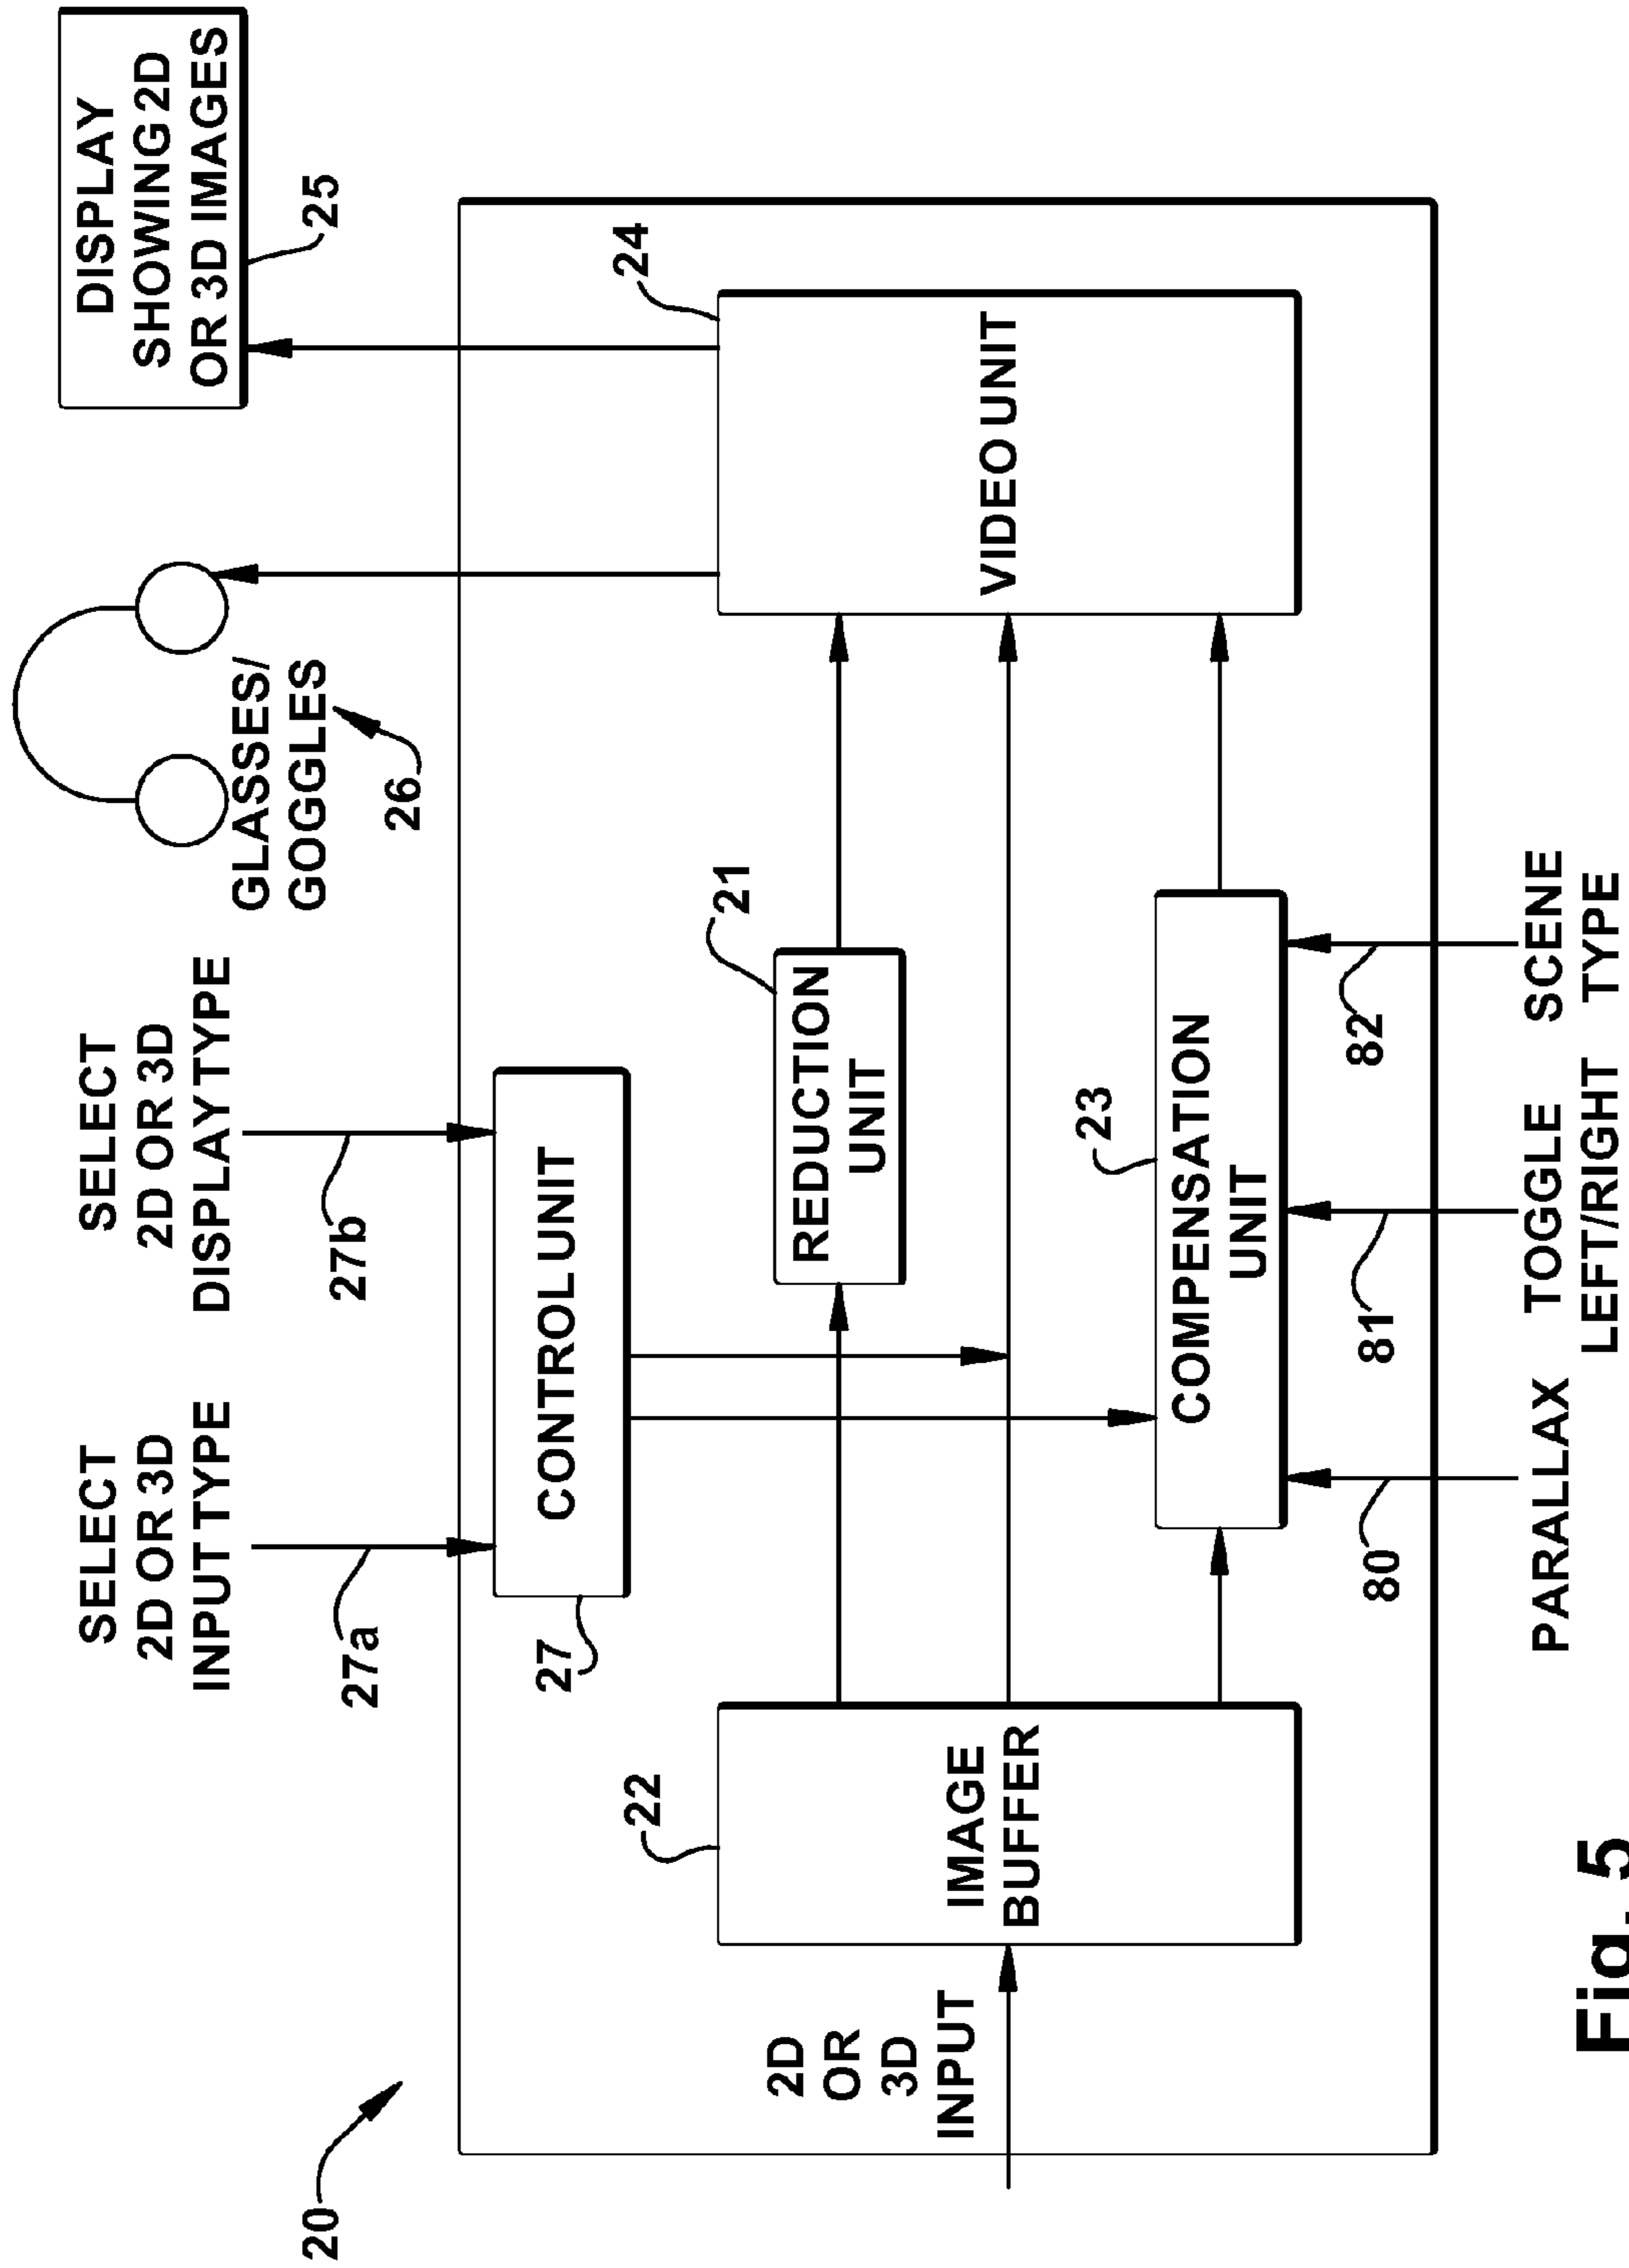 DISPLAY
SHOWING 2D
OR 3D IMAGES
25
GLASSES/
GOGGLES
26
SELECT
2D OR 3D
INPUT TYPE
27a
SELECT
2D OR 3D
DISPLAY TYPE
27b
20
CONTROL UNIT
27
2D
OR
3D
INPUT
IMAGE
BUFFER
22
REDUCTION
UNIT
21
COMPENSATION
UNIT
23
VIDEO UNIT
24
80
PARALLAX
81
TOGGLE
LEFT/RIGHT
82
SCENE
TYPE
Fig. 5